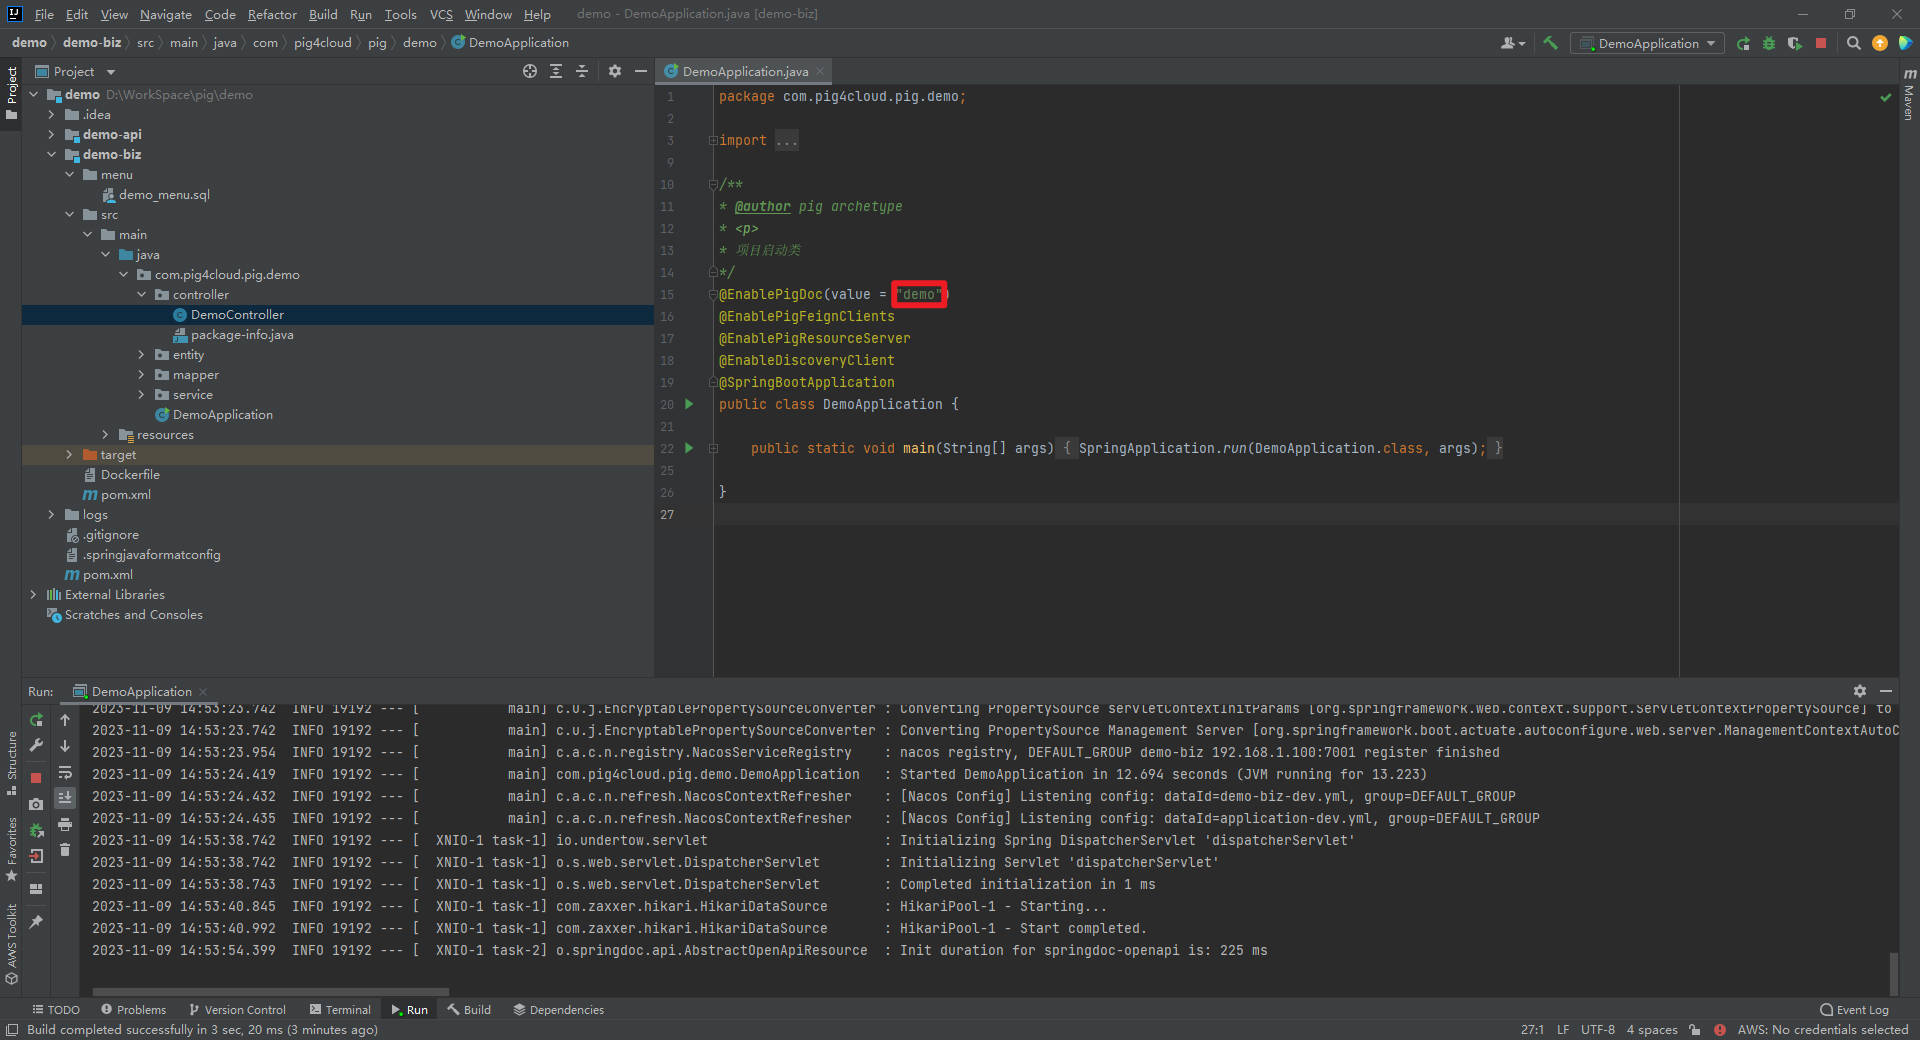 File Edit View Navigate Code Refactor Build Run Tools VCS Window Help demo - DemoApplication.java [demo-biz]
demo demo-biz src main java com pig4cloud pig demo DemoApplication
DemoApplication
Project
Project
demo D:\WorkSpace\pig\demo
.idea
demo-api
demo-biz
menu
demo_menu.sql
src
main
java
com.pig4cloud.pig.demo
controller
DemoController
package-info.java
entity
mapper
service
DemoApplication
resources
target
Dockerfile
pom.xml
logs
.gitignore
.springjavaformatconfig
pom.xml
External Libraries
Scratches and Consoles
DemoApplication.java
1 package com.pig4cloud.pig.demo;
2
3 import ...
9
10 /**
11 * @author pig archetype
12 * <p>
13 * 项目启动类
14 */
15 @EnablePigDoc(value = "demo")
16 @EnablePigFeignClients
17 @EnablePigResourceServer
18 @EnableDiscoveryClient
19 @SpringBootApplication
20 public class DemoApplication {
21
22 public static void main(String[] args) { SpringApplication.run(DemoApplication.class, args); }
25
26 }
27
Maven
Run: DemoApplication
2023-11-09 14:53:23.742 INFO 19192 --- [ main] c.u.j.EncryptablePropertySourceConverter : Converting PropertySource servletContextInitParams [org.springframework.web.context.support.ServletContextPropertySource] to
2023-11-09 14:53:23.742 INFO 19192 --- [ main] c.u.j.EncryptablePropertySourceConverter : Converting PropertySource Management Server [org.springframework.boot.actuate.autoconfigure.web.server.ManagementContextAutoC
2023-11-09 14:53:23.954 INFO 19192 --- [ main] c.a.c.n.registry.NacosServiceRegistry : nacos registry, DEFAULT_GROUP demo-biz 192.168.1.100:7001 register finished
2023-11-09 14:53:24.419 INFO 19192 --- [ main] com.pig4cloud.pig.demo.DemoApplication : Started DemoApplication in 12.694 seconds (JVM running for 13.223)
2023-11-09 14:53:24.432 INFO 19192 --- [ main] c.a.c.n.refresh.NacosContextRefresher : [Nacos Config] Listening config: dataId=demo-biz-dev.yml, group=DEFAULT_GROUP
2023-11-09 14:53:24.435 INFO 19192 --- [ main] c.a.c.n.refresh.NacosContextRefresher : [Nacos Config] Listening config: dataId=application-dev.yml, group=DEFAULT_GROUP
2023-11-09 14:53:38.742 INFO 19192 --- [ XNIO-1 task-1] io.undertow.servlet : Initializing Spring DispatcherServlet 'dispatcherServlet'
2023-11-09 14:53:38.742 INFO 19192 --- [ XNIO-1 task-1] o.s.web.servlet.DispatcherServlet : Initializing Servlet 'dispatcherServlet'
2023-11-09 14:53:38.743 INFO 19192 --- [ XNIO-1 task-1] o.s.web.servlet.DispatcherServlet : Completed initialization in 1 ms
2023-11-09 14:53:40.845 INFO 19192 --- [ XNIO-1 task-1] com.zaxxer.hikari.HikariDataSource : HikariPool-1 - Starting...
2023-11-09 14:53:40.992 INFO 19192 --- [ XNIO-1 task-1] com.zaxxer.hikari.HikariDataSource : HikariPool-1 - Start completed.
2023-11-09 14:53:54.399 INFO 19192 --- [ XNIO-1 task-2] o.springdoc.api.AbstractOpenApiResource : Init duration for springdoc-openapi is: 225 ms
Structure
Favorites
AWS Toolkit
TODO Problems Version Control Terminal Run Build Dependencies Event Log
Build completed successfully in 3 sec, 20 ms (3 minutes ago) 27:1 LF UTF-8 4 spaces AWS: No credentials selected